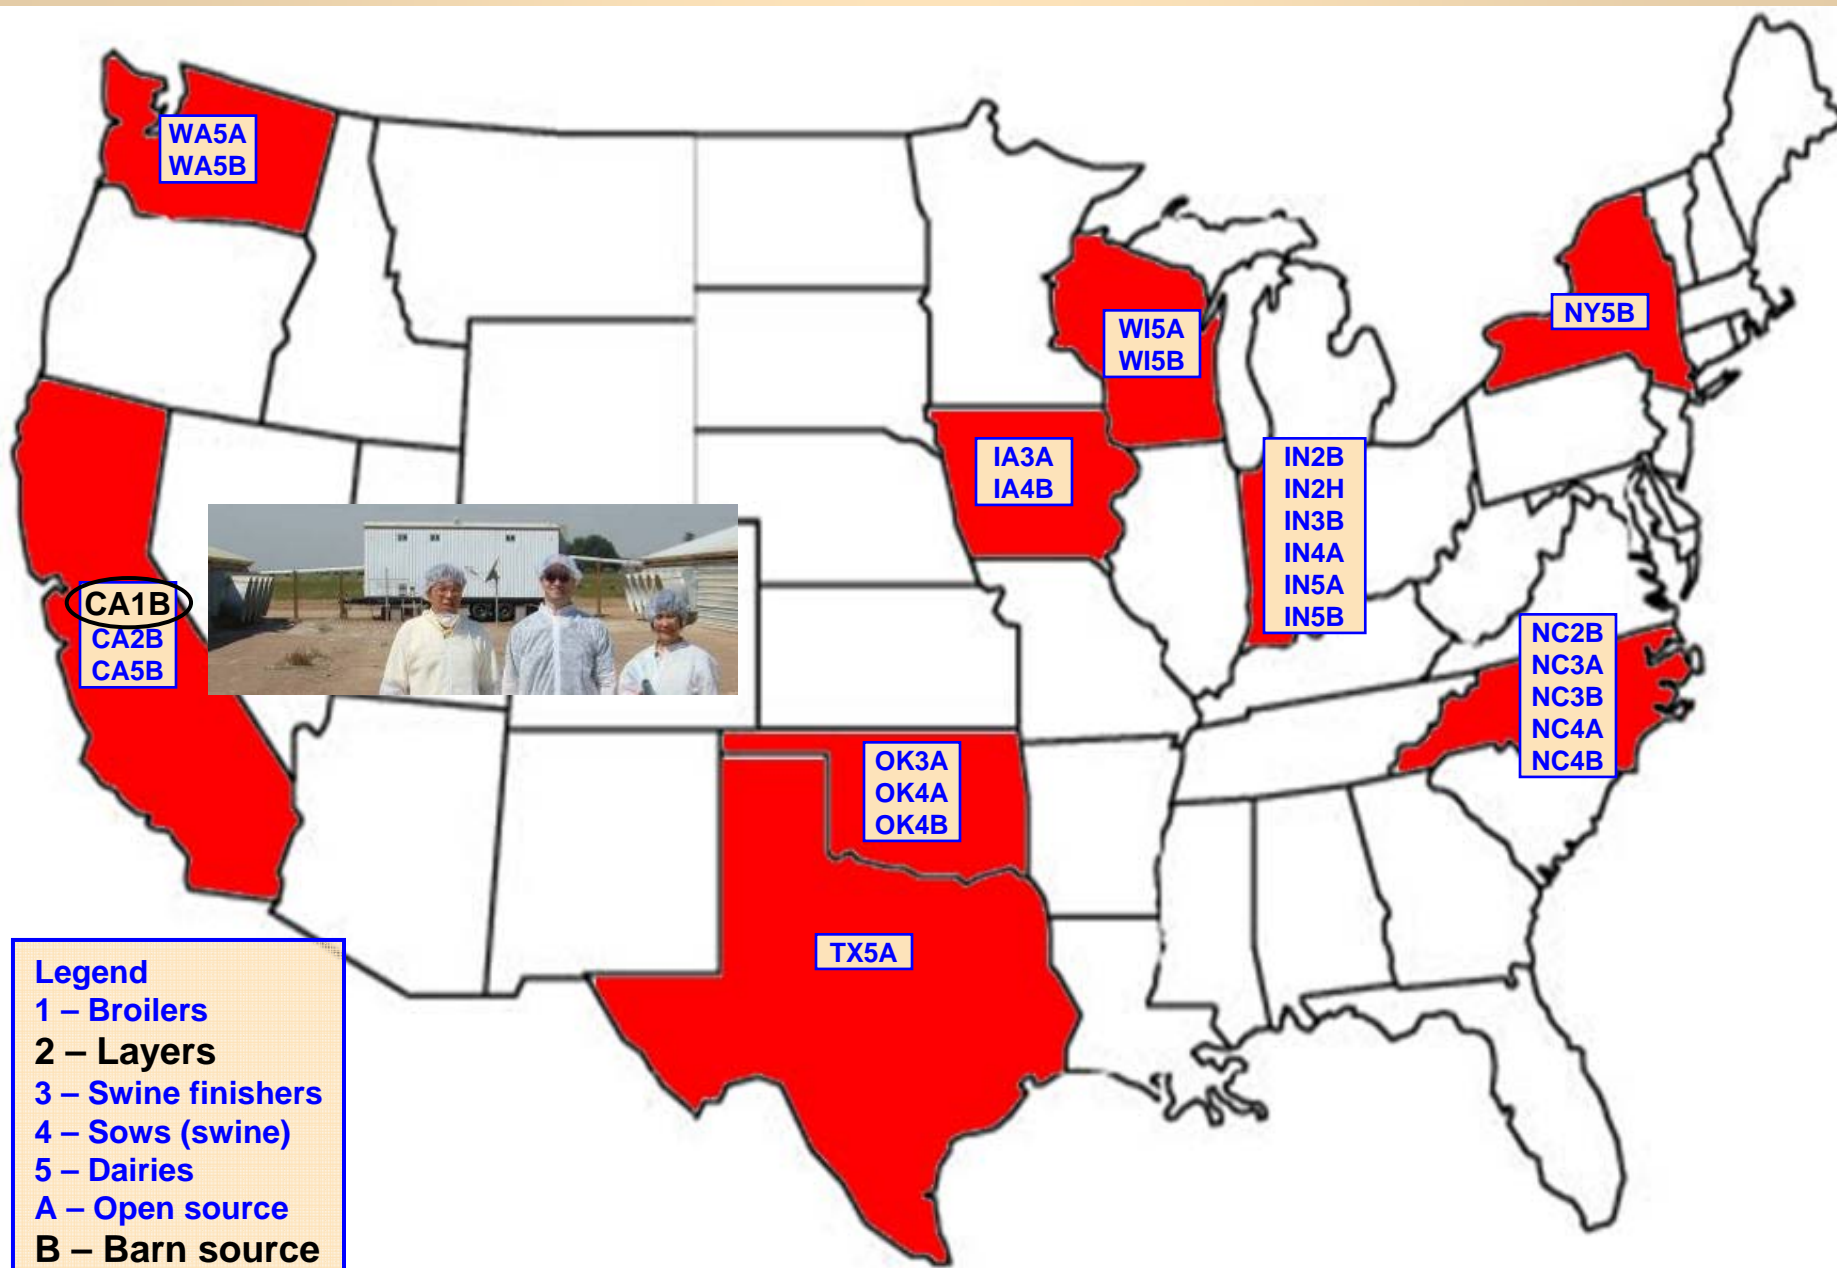 WA5A
WA5B
NY5B
WI5A
WI5B
IA3A
IA4B
IN2B
IN2H
IN3B
IN4A
IN5A
IN5B
CA1B
CA2B
CA5B
NC2B
NC3A
NC3B
NC4A
NC4B
OK3A
OK4A
OK4B
TX5A
Legend
1 – Broilers
2 – Layers
3 – Swine finishers
4 – Sows (swine)
5 – Dairies
A – Open source
B – Barn source